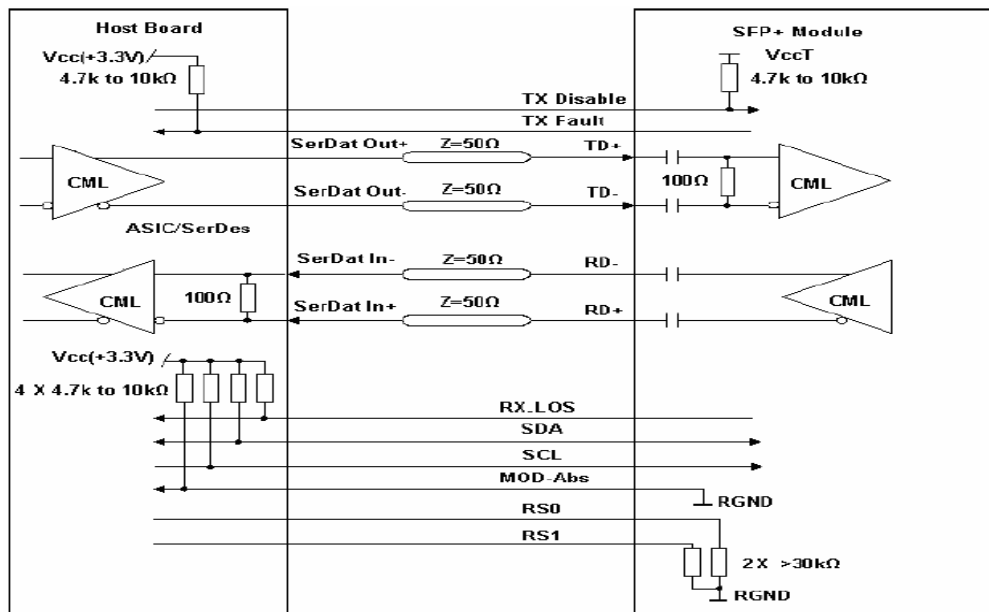 Host Board
SFP+ Module
Vcc(+3.3V)
4.7k to 10kΩ
VccT
4.7k to 10kΩ
TX Disable
TX Fault
SerDat Out+
Z=50Ω
TD+
CML
100Ω
CML
SerDat Out-
Z=50Ω
TD-
ASIC/SerDes
SerDat In-
Z=50Ω
RD-
CML
100Ω
CML
SerDat In+
Z=50Ω
RD+
Vcc(+3.3V)
4 X 4.7k to 10kΩ
RX-LOS
SDA
SCL
MOD-Abs
RGND
RS0
RS1
2 X >30kΩ
RGND